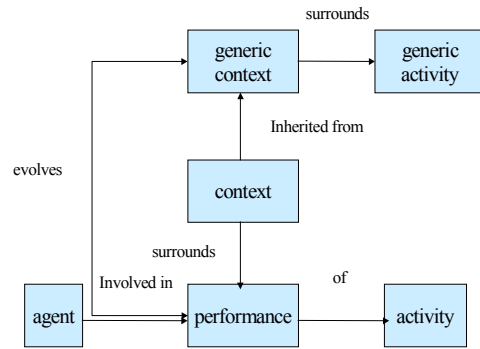 surrounds
generic
context
generic
activity
Inherited from
evolves
context
surrounds
Involved in
of
agent
performance
activity